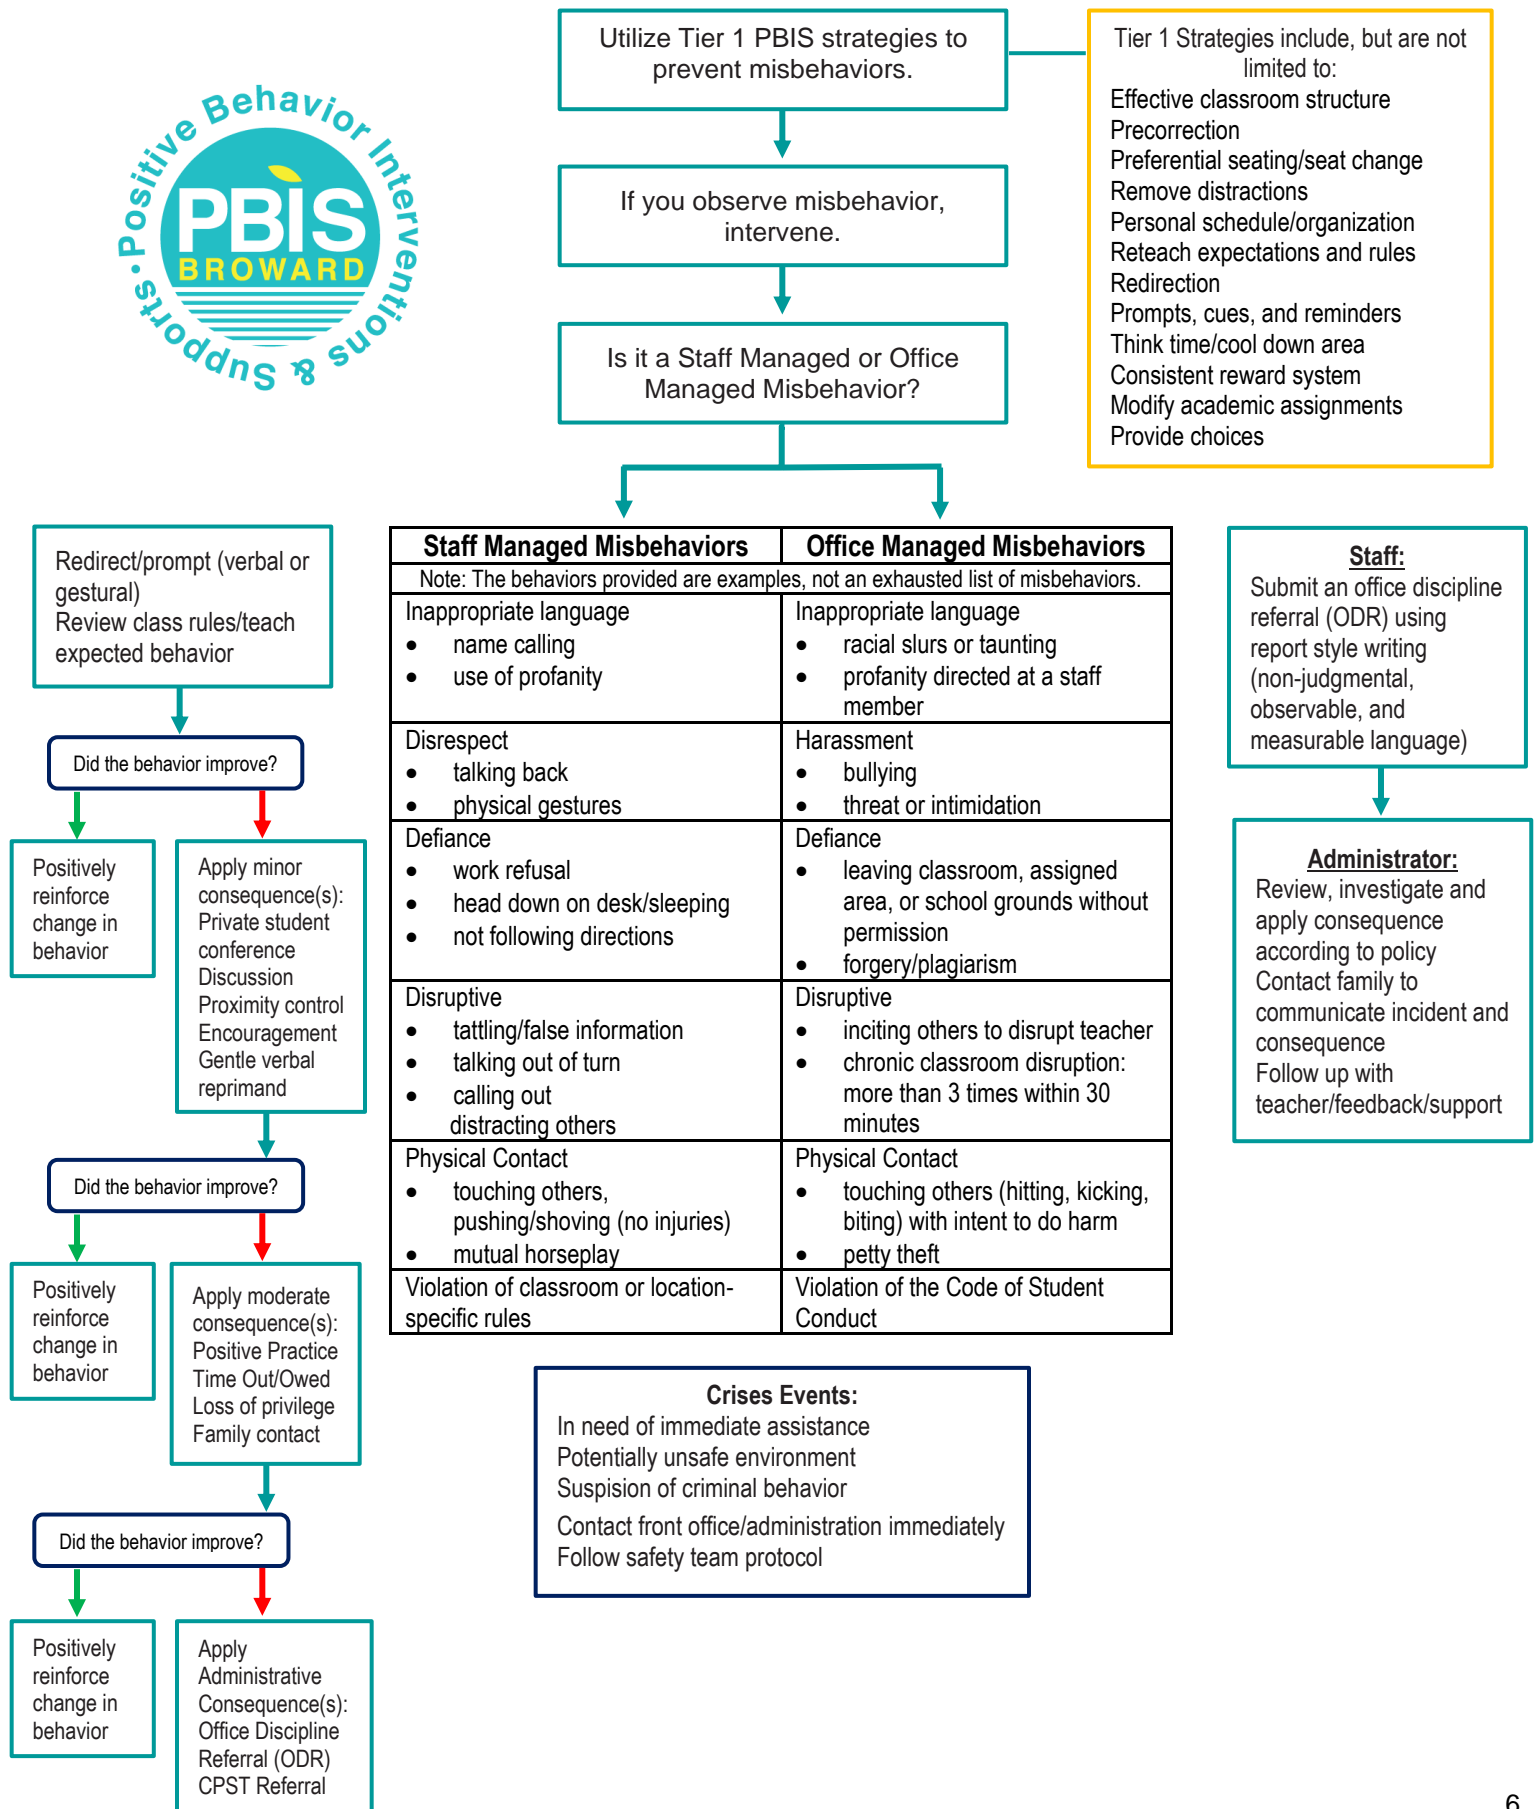 Utilize Tier 1 PBIS strategies to
prevent misbehaviors.
Tier 1 Strategies include, but are not
limited to:
Effective classroom structure
Precorrection
Preferential seating/seat change
Remove distractions
Personal schedule/organization
Reteach expectations and rules
Redirection
Prompts, cues, and reminders
Think time/cool down area
Consistent reward system
Modify academic assignments
Provide choices
Positive Behavior Interventions & Supports
PBIS
BROWARD
If you observe misbehavior,
intervene.
Is it a Staff Managed or Office
Managed Misbehavior?
Redirect/prompt (verbal or
gestural)
Review class rules/teach
expected behavior
Did the behavior improve?
Positively
reinforce
change in
behavior
Apply minor
consequence(s):
Private student
conference
Discussion
Proximity control
Encouragement
Gentle verbal
reprimand
Did the behavior improve?
Positively
reinforce
change in
behavior
Apply moderate
consequence(s):
Positive Practice
Time Out/Owed
Loss of privilege
Family contact
Did the behavior improve?
Positively
reinforce
change in
behavior
Apply
Administrative
Consequence(s):
Office Discipline
Referral (ODR)
CPST Referral
Staff Managed Misbehaviors
Office Managed Misbehaviors
Note: The behaviors provided are examples, not an exhausted list of misbehaviors.
Inappropriate language
• name calling
• use of profanity
Inappropriate language
• racial slurs or taunting
• profanity directed at a staff
member
Disrespect
• talking back
• physical gestures
Harassment
• bullying
• threat or intimidation
Defiance
• work refusal
• head down on desk/sleeping
• not following directions
Defiance
• leaving classroom, assigned
area, or school grounds without
permission
• forgery/plagiarism
Disruptive
• tattling/false information
• talking out of turn
• calling out
distracting others
Disruptive
• inciting others to disrupt teacher
• chronic classroom disruption:
more than 3 times within 30
minutes
Physical Contact
• touching others,
pushing/shoving (no injuries)
• mutual horseplay
Physical Contact
• touching others (hitting, kicking,
biting) with intent to do harm
• petty theft
Violation of classroom or location-
specific rules
Violation of the Code of Student
Conduct
Staff:
Submit an office discipline
referral (ODR) using
report style writing
(non-judgmental,
observable, and
measurable language)
Administrator:
Review, investigate and
apply consequence
according to policy
Contact family to
communicate incident and
consequence
Follow up with
teacher/feedback/support
Crises Events:
In need of immediate assistance
Potentially unsafe environment
Suspision of criminal behavior
Contact front office/administration immediately
Follow safety team protocol
6